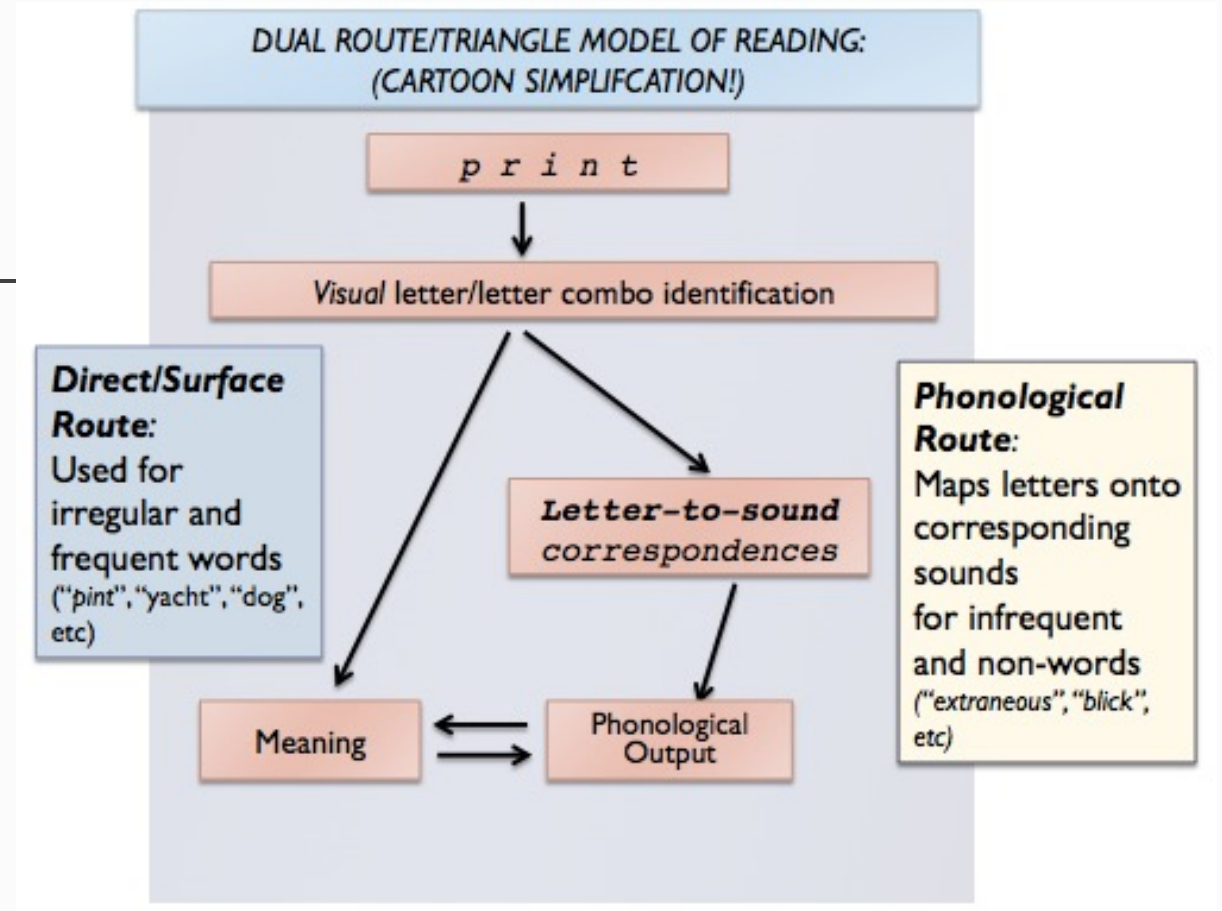 DUAL ROUTE/TRIANGLE MODEL OF READING:
(CARTOON SIMPLIFCATION!)
p r i n t
Visual letter/letter combo identification
Direct/Surface
Route:
Used for
irregular and
frequent words
("pint", "yacht", "dog",
etc)
Phonological
Route:
Maps letters onto
corresponding
sounds
for infrequent
and non-words
("extraneous", "blick",
etc)
Letter-to-sound
correspondences
Meaning
Phonological
Output